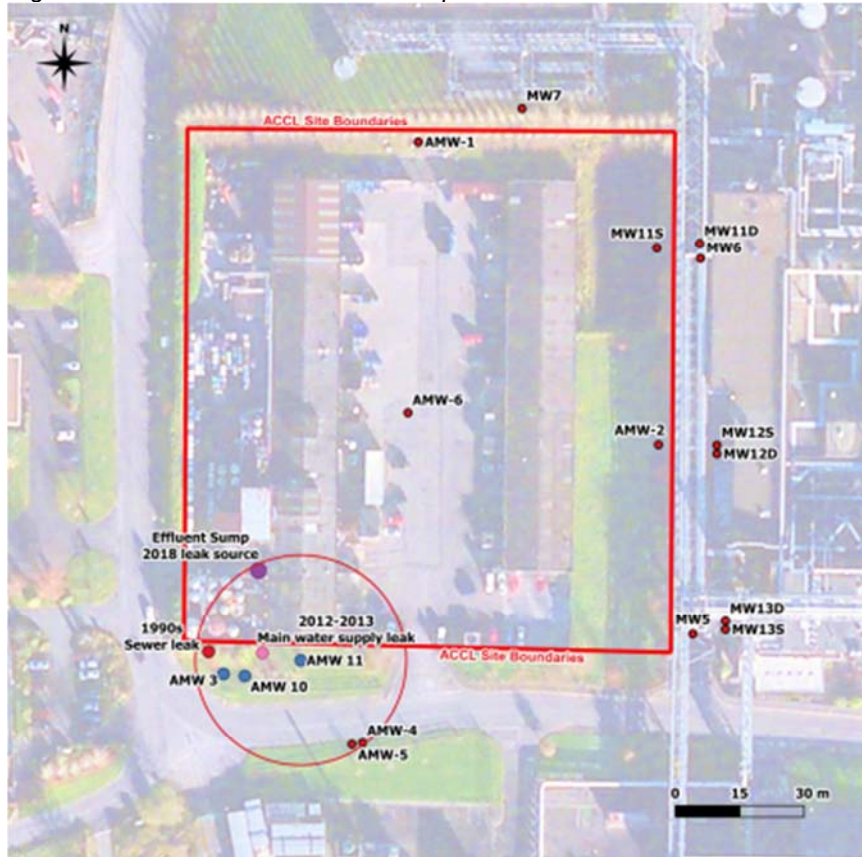 N
MW7
ACCL Site Boundaries
AMW-1
MW11S
MW11D
MW6
AMW-6
AMW-2
MW12S
MW12D
Effluent Sump
2018 leak source
1990s
Sewer leak
2012-2013
Main water supply leak
MW5
MW13D
MW13S
ACCL Site Boundaries
AMW 11
AMW 3
AMW 10
AMW-4
AMW-5
0 15 30 m